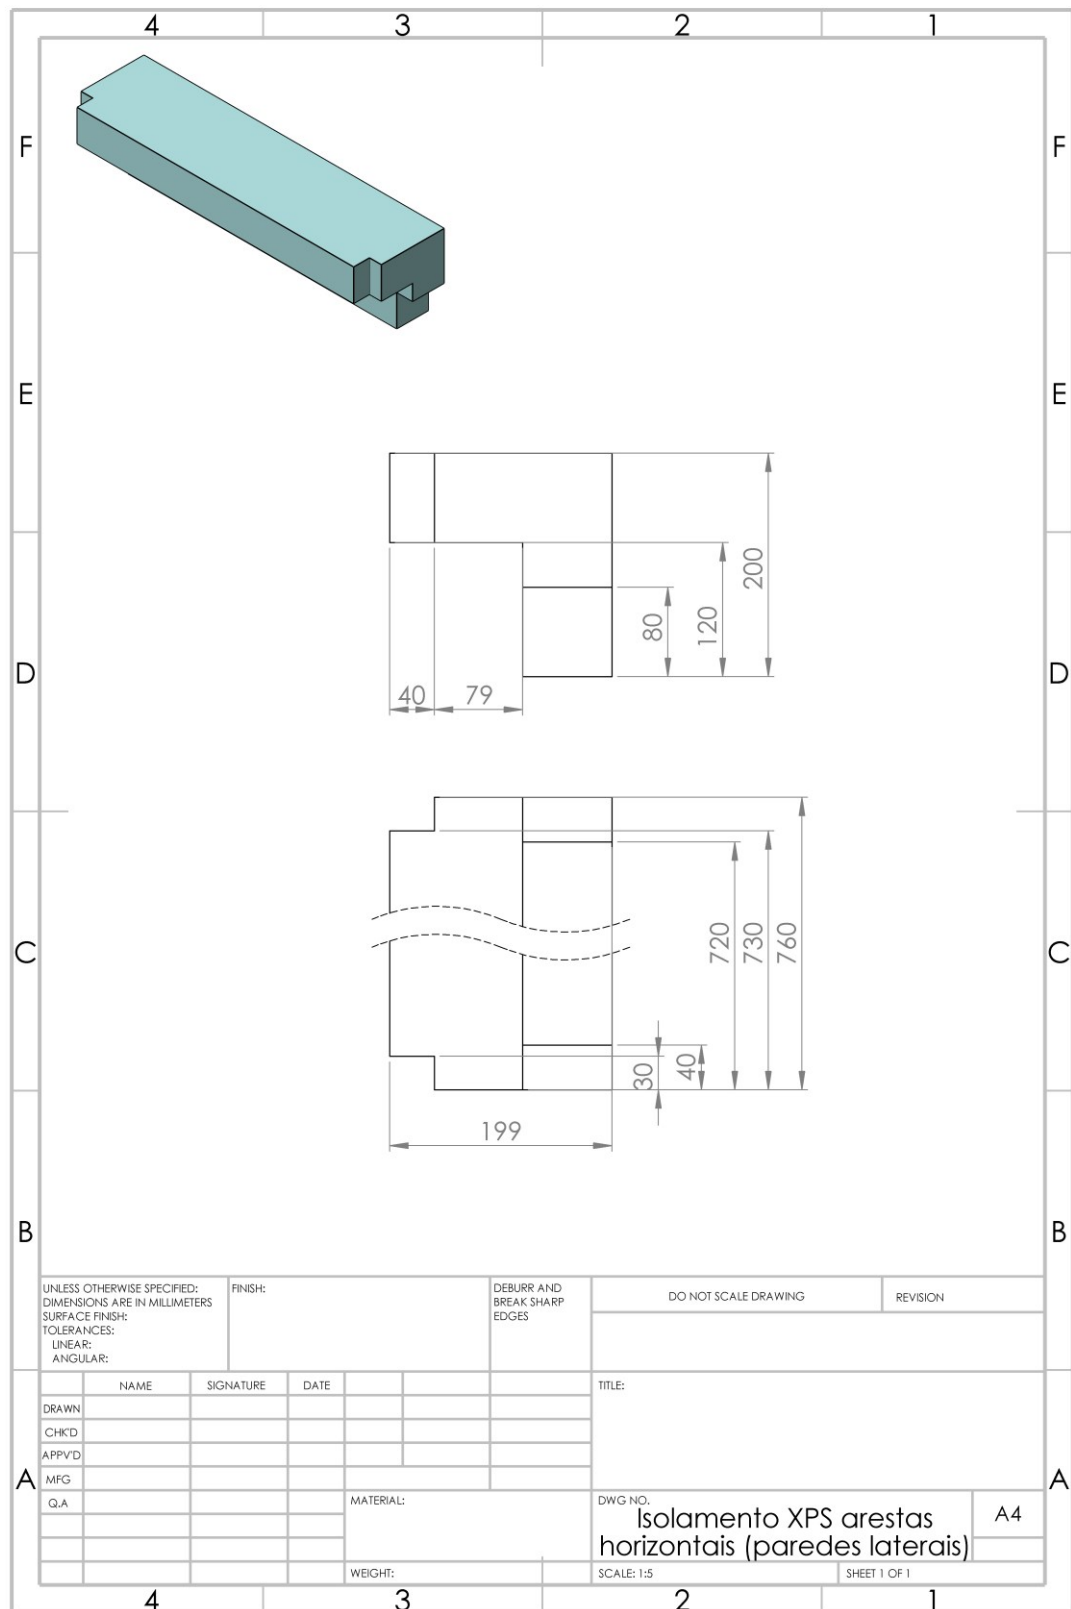 4 3 2 1
F F
E E
D D
C C
B B
A A
200
120
80
40 79
720
730
760
30
40
199
UNLESS OTHERWISE SPECIFIED:
DIMENSIONS ARE IN MILLIMETERS
SURFACE FINISH:
TOLERANCES:
LINEAR:
ANGULAR:
FINISH:
DEBURR AND
BREAK SHARP
EDGES
DO NOT SCALE DRAWING
REVISION
NAME SIGNATURE DATE
DRAWN
CHK'D
APPV'D
MFG
Q.A
TITLE:
MATERIAL:
DWG NO.
Isolamento XPS arestas
horizontais (paredes laterais)
A4
WEIGHT:
SCALE: 1:5
SHEET 1 OF 1
4 3 2 1